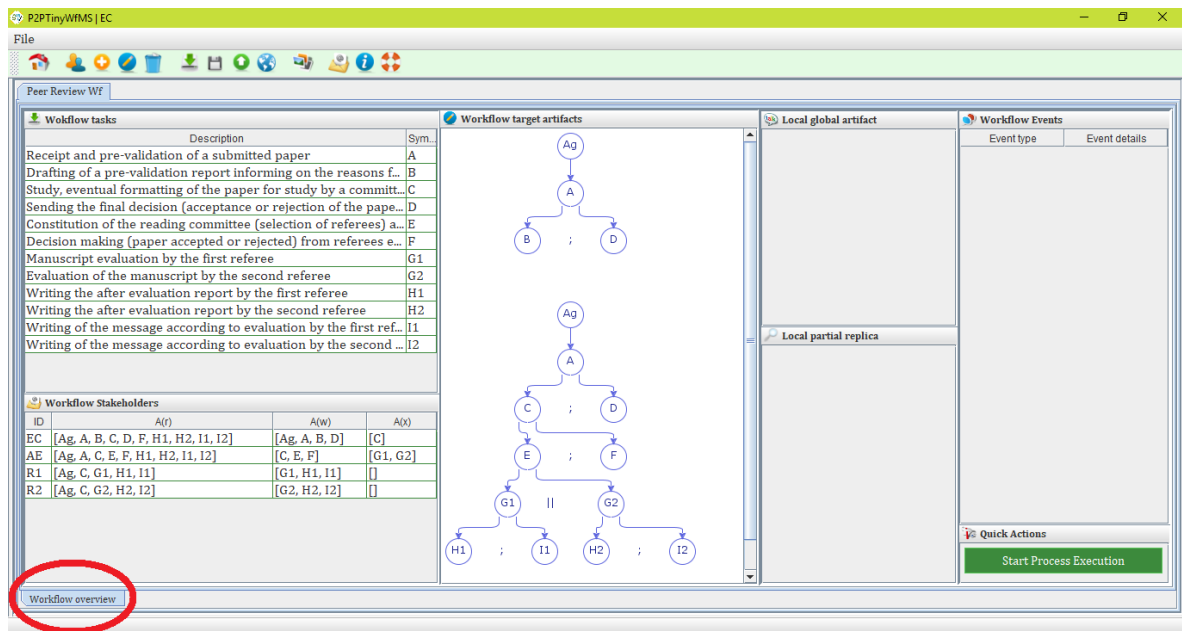 P2PTinyWfMS | EC
File
Peer Review Wf
Wokflow tasks
Description Sym...
Receipt and pre-validation of a submitted paper A
Drafting of a pre-validation report informing on the reasons f... B
Study, eventual formatting of the paper for study by a committ... C
Sending the final decision (acceptance or rejection of the pape... D
Constitution of the reading committee (selection of referees) a... E
Decision making (paper accepted or rejected) from referees e... F
Manuscript evaluation by the first referee G1
Evaluation of the manuscript by the second referee G2
Writing the after evaluation report by the first referee H1
Writing the after evaluation report by the second referee H2
Writing of the message according to evaluation by the first ref... I1
Writing of the message according to evaluation by the second ... I2
Workflow Stakeholders
ID A(r) A(w) A(x)
EC [Ag, A, B, C, D, F, H1, H2, I1, I2] [Ag, A, B, D] [C]
AE [Ag, A, C, E, F, H1, H2, I1, I2] [C, E, F] [G1, G2]
R1 [Ag, C, G1, H1, I1] [G1, H1, I1] []
R2 [Ag, C, G2, H2, I2] [G2, H2, I2] []
Workflow target artifacts
Ag
A
B ; D
Ag
A
C ; D
E ; F
G1 || G2
H1 ; I1 H2 ; I2
Local global artifact
Local partial replica
Workflow Events
Event type Event details
Quick Actions
Start Process Execution
Workflow overview